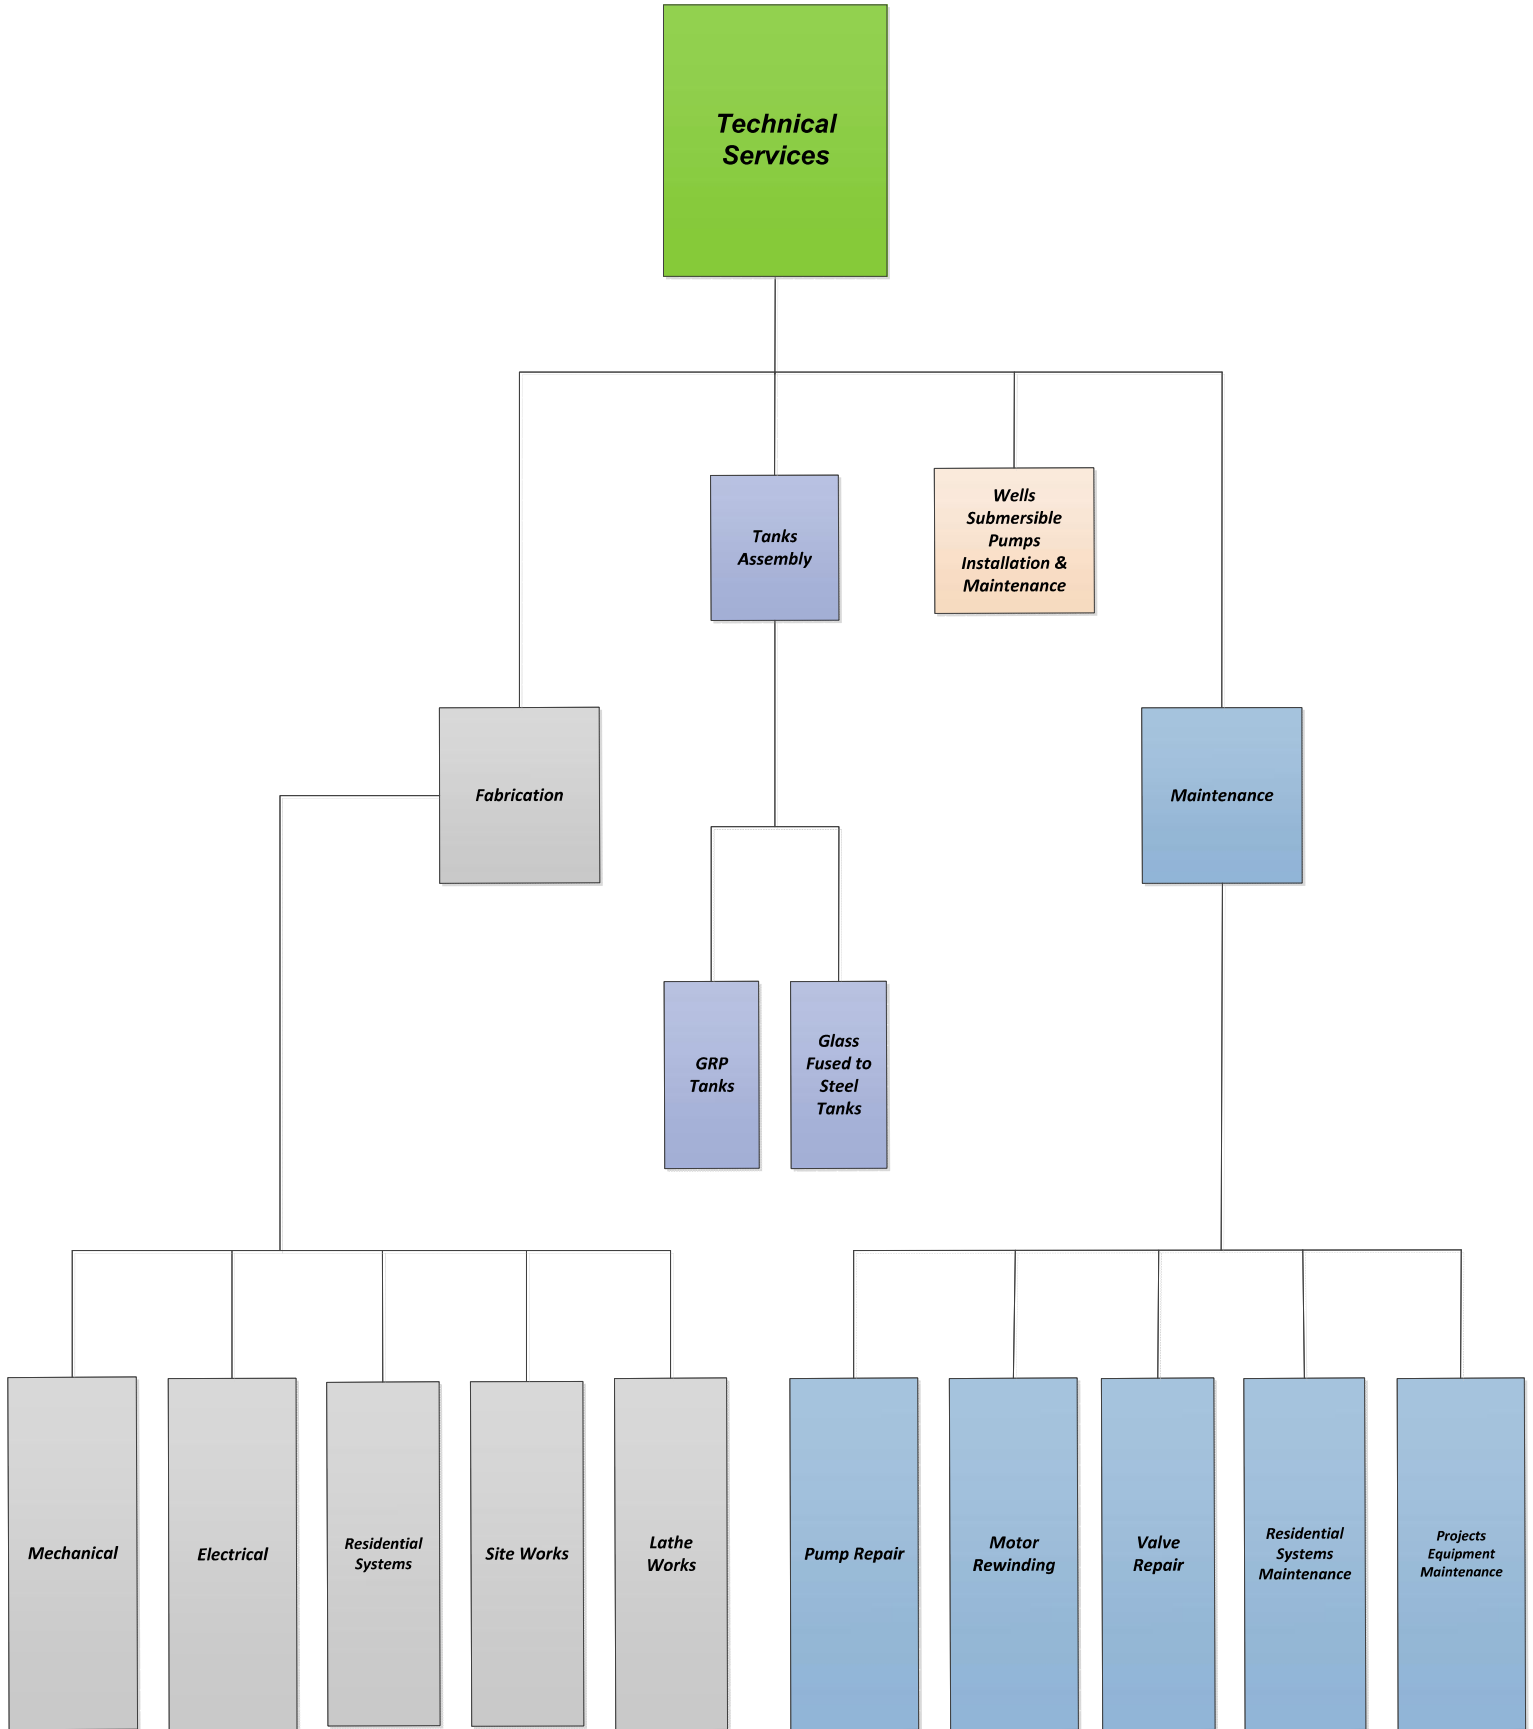 Technical
Services
Tanks
Assembly
Wells
Submersible
Pumps
Installation &
Maintenance
Fabrication
Maintenance
GRP
Tanks
Glass
Fused to
Steel
Tanks
Mechanical
Electrical
Residential
Systems
Site Works
Lathe
Works
Pump Repair
Motor
Rewinding
Valve
Repair
Residential
Systems
Maintenance
Projects
Equipment
Maintenance